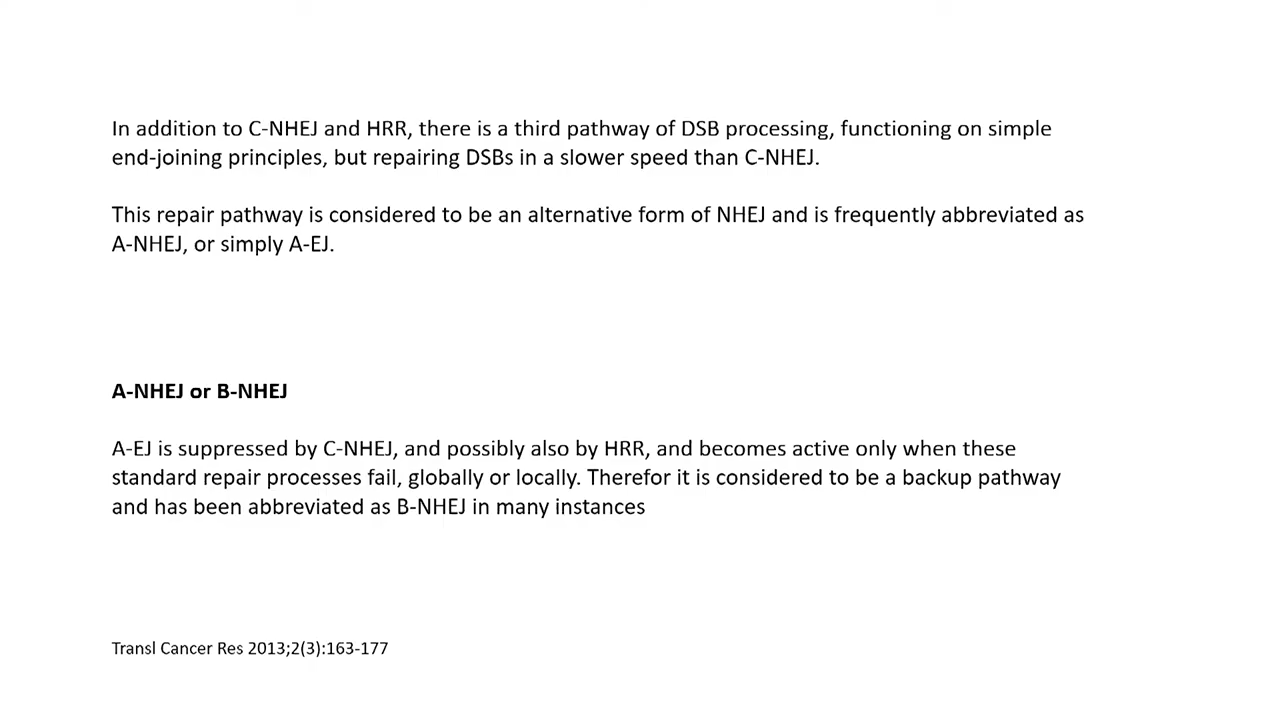 In addition to C-NHEJ and HRR, there is a third pathway of DSB processing, functioning on simple
end-joining principles, but repairing DSBs in a slower speed than C-NHEJ.
This repair pathway is considered to be an alternative form of NHEJ and is frequently abbreviated as
A-NHEJ, or simply A-EJ.
A-NHEJ or B-NHEJ
A-EJ is suppressed by C-NHEJ, and possibly also by HRR, and becomes active only when these
standard repair processes fail, globally or locally. Therefor it is considered to be a backup pathway
and has been abbreviated as B-NHEJ in many instances
Transl Cancer Res 2013;2(3):163-177